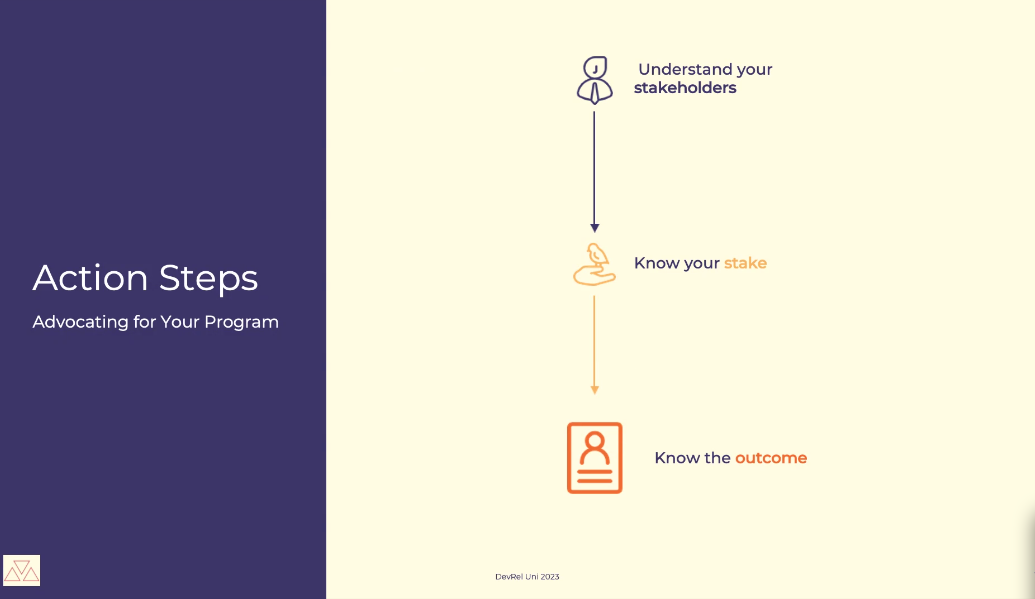 Action Steps
Advocating for Your Program
Understand your
stakeholders
Know your stake
Know the outcome
DevRel Uni 2023